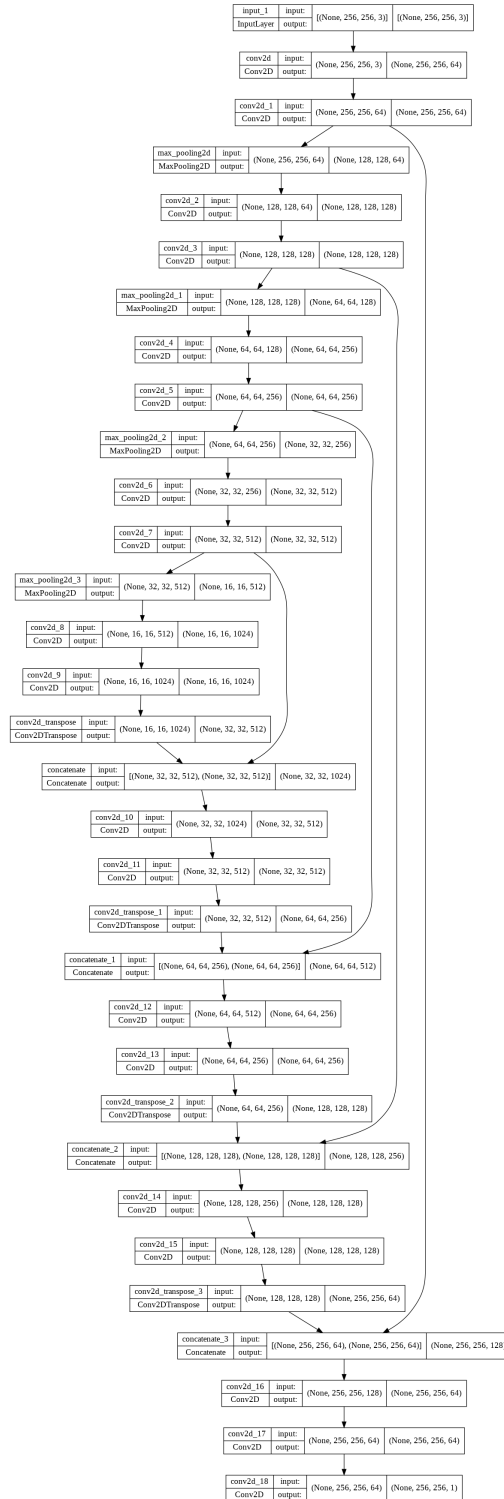 input_1 input: [(None, 256, 256, 3)] [(None, 256, 256, 3)]
InputLayer output:
conv2d input: (None, 256, 256, 3) (None, 256, 256, 64)
Conv2D output:
conv2d_1 input: (None, 256, 256, 64) (None, 256, 256, 64)
Conv2D output:
max_pooling2d input: (None, 256, 256, 64) (None, 128, 128, 64)
MaxPooling2D output:
conv2d_2 input: (None, 128, 128, 64) (None, 128, 128, 128)
Conv2D output:
conv2d_3 input: (None, 128, 128, 128) (None, 128, 128, 128)
Conv2D output:
max_pooling2d_1 input: (None, 128, 128, 128) (None, 64, 64, 128)
MaxPooling2D output:
conv2d_4 input: (None, 64, 64, 128) (None, 64, 64, 256)
Conv2D output:
conv2d_5 input: (None, 64, 64, 256) (None, 64, 64, 256)
Conv2D output:
max_pooling2d_2 input: (None, 64, 64, 256) (None, 32, 32, 256)
MaxPooling2D output:
conv2d_6 input: (None, 32, 32, 256) (None, 32, 32, 512)
Conv2D output:
conv2d_7 input: (None, 32, 32, 512) (None, 32, 32, 512)
Conv2D output:
max_pooling2d_3 input: (None, 32, 32, 512) (None, 16, 16, 512)
MaxPooling2D output:
conv2d_8 input: (None, 16, 16, 512) (None, 16, 16, 1024)
Conv2D output:
conv2d_9 input: (None, 16, 16, 1024) (None, 16, 16, 1024)
Conv2D output:
conv2d_transpose input: (None, 16, 16, 1024) (None, 32, 32, 512)
Conv2DTranspose output:
concatenate input: [(None, 32, 32, 512), (None, 32, 32, 512)] (None, 32, 32, 1024)
Concatenate output:
conv2d_10 input: (None, 32, 32, 1024) (None, 32, 32, 512)
Conv2D output:
conv2d_11 input: (None, 32, 32, 512) (None, 32, 32, 512)
Conv2D output:
conv2d_transpose_1 input: (None, 32, 32, 512) (None, 64, 64, 256)
Conv2DTranspose output:
concatenate_1 input: [(None, 64, 64, 256), (None, 64, 64, 256)] (None, 64, 64, 512)
Concatenate output:
conv2d_12 input: (None, 64, 64, 512) (None, 64, 64, 256)
Conv2D output:
conv2d_13 input: (None, 64, 64, 256) (None, 64, 64, 256)
Conv2D output:
conv2d_transpose_2 input: (None, 64, 64, 256) (None, 128, 128, 128)
Conv2DTranspose output:
concatenate_2 input: [(None, 128, 128, 128), (None, 128, 128, 128)] (None, 128, 128, 256)
Concatenate output:
conv2d_14 input: (None, 128, 128, 256) (None, 128, 128, 128)
Conv2D output:
conv2d_15 input: (None, 128, 128, 128) (None, 128, 128, 128)
Conv2D output:
conv2d_transpose_3 input: (None, 128, 128, 128) (None, 256, 256, 64)
Conv2DTranspose output:
concatenate_3 input: [(None, 256, 256, 64), (None, 256, 256, 64)] (None, 256, 256, 128
Concatenate output:
conv2d_16 input: (None, 256, 256, 128) (None, 256, 256, 64)
Conv2D output:
conv2d_17 input: (None, 256, 256, 64) (None, 256, 256, 64)
Conv2D output:
conv2d_18 input: (None, 256, 256, 64) (None, 256, 256, 1)
Conv2D output: